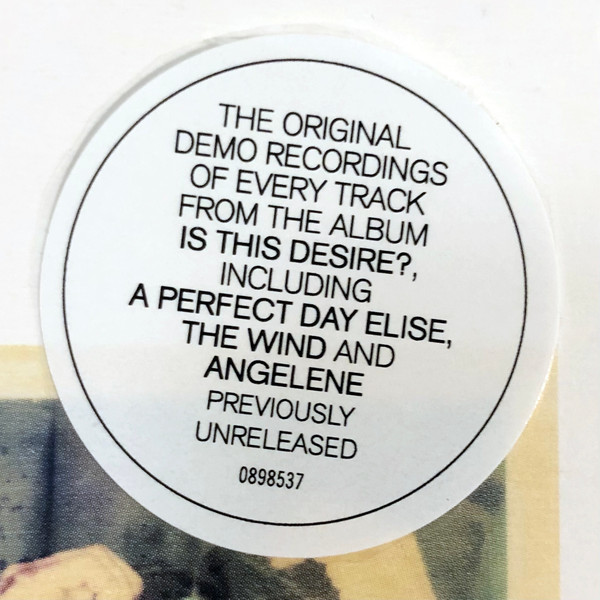 THE ORIGINAL
DEMO RECORDINGS
OF EVERY TRACK
FROM THE ALBUM
IS THIS DESIRE?,
INCLUDING
A PERFECT DAY ELISE,
THE WIND AND
ANGELENE
PREVIOUSLY
UNRELEASED
0898537